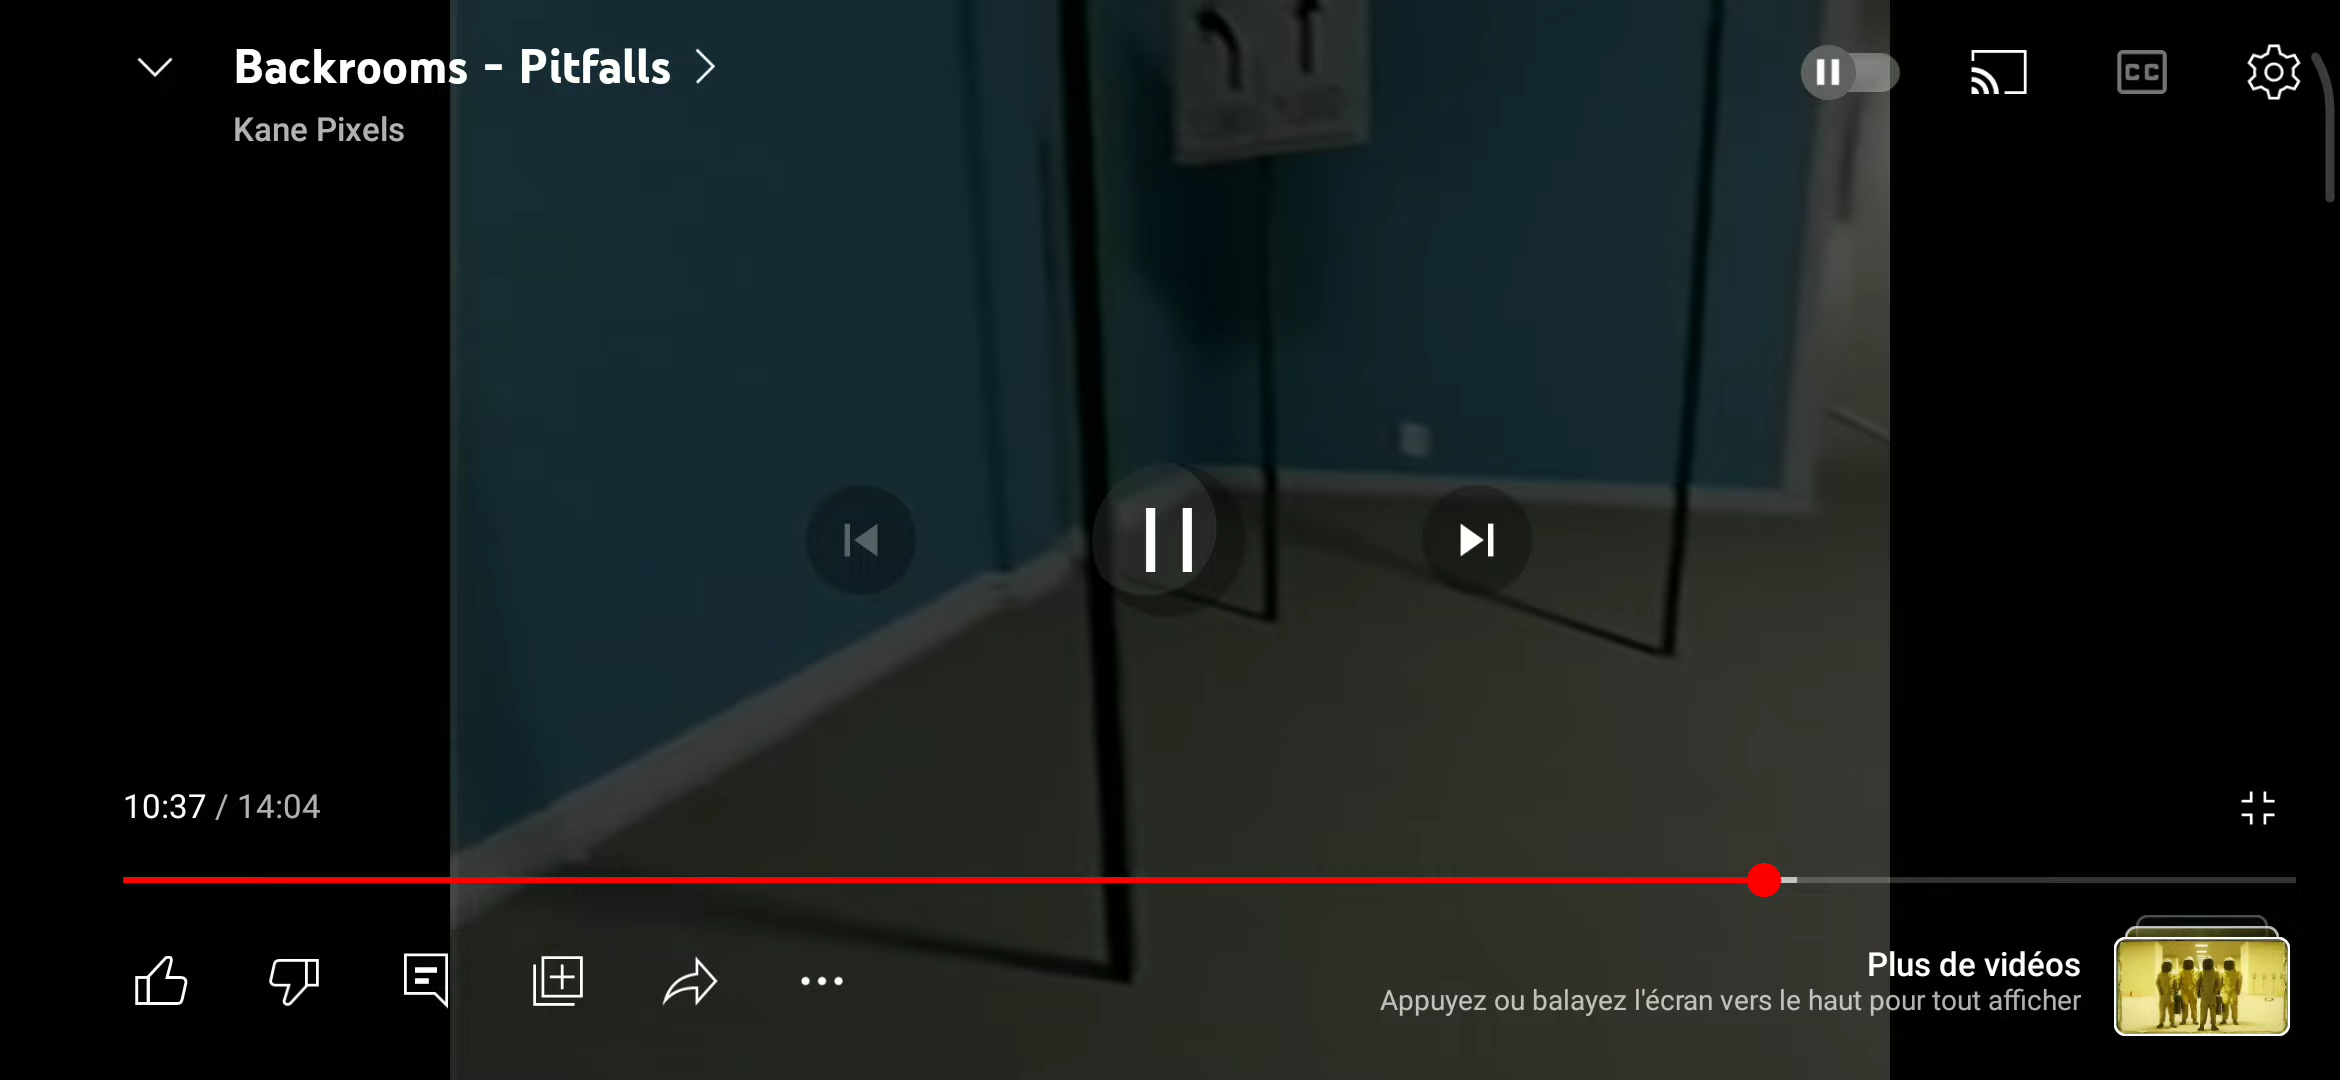 Backrooms - Pitfalls
Kane Pixels
CC
10:37 / 14:04
Plus de vidéos
Appuyez ou balayez l'écran vers le haut pour tout afficher